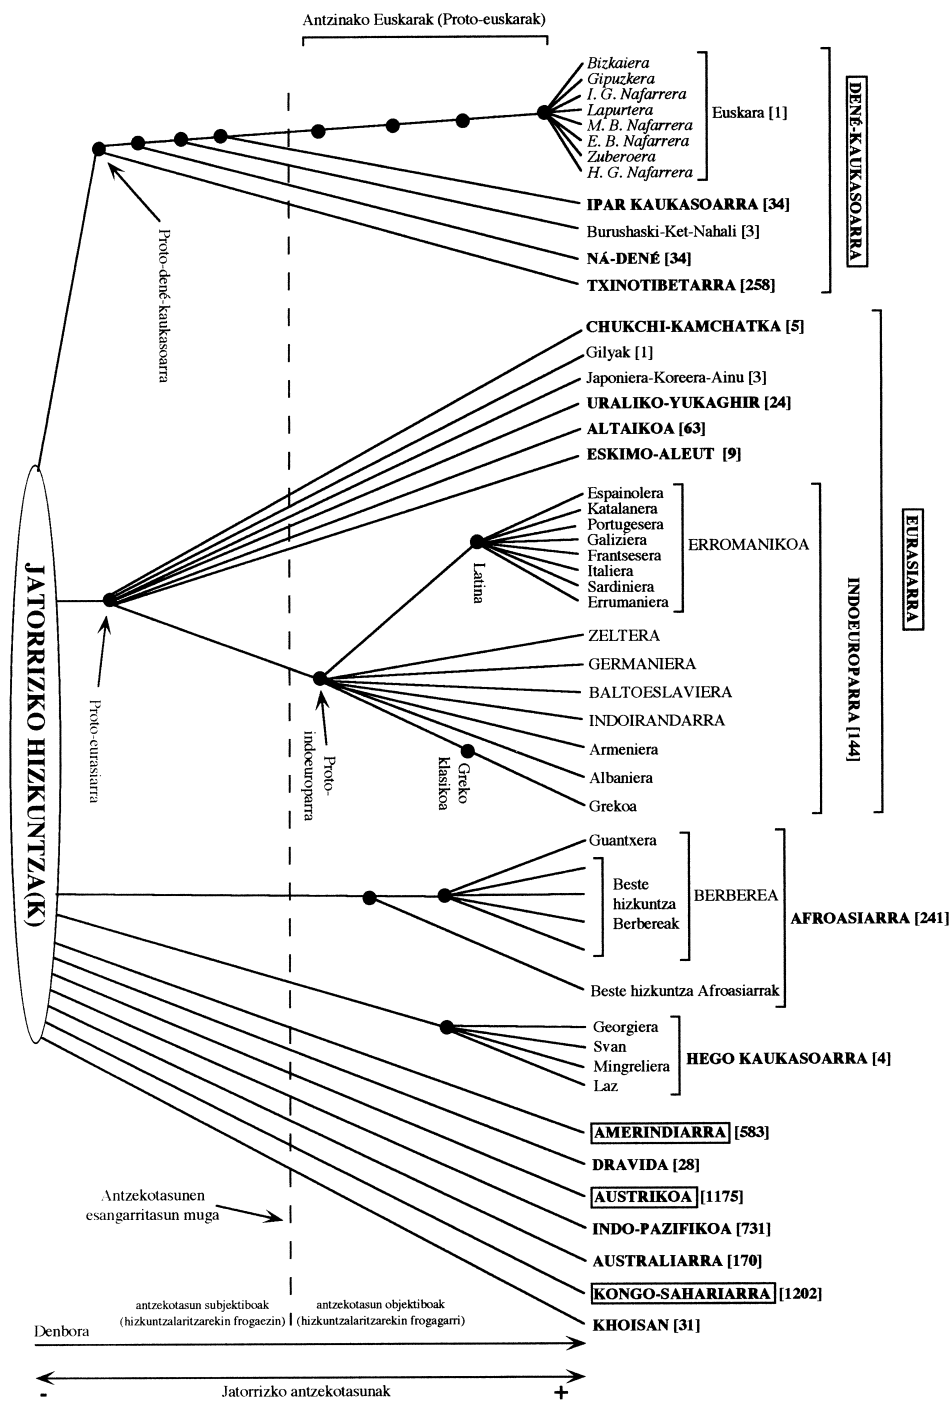 Antzinako Euskarak (Proto-euskarak)
Bizkaiera
Gipuzkera
I. G. Nafarrera
Lapurtera
M. B. Nafarrera
E. B. Nafarrera
Zuberoera
H. G. Nafarrera
Euskara [1]
IPAR KAUKASOARRA [34]
Burushaski-Ket-Nahali [3]
NÁ-DENÉ [34]
TXINOTIBETARRA [258]
DENÉ-KAUKASOARRA
Proto-dené-kaukasoarra
CHUKCHI-KAMCHATKA [5]
Gilyak [1]
Japoniera-Koreera-Ainu [3]
URALIKO-YUKAGHIR [24]
ALTAIKOA [63]
ESKIMO-ALEUT [9]
Espainolera
Katalanera
Portugesera
Galiziera
Frantsesera
Italiera
Sardiniera
Errumaniera
ERROMANIKOA
Latina
ZELTERA
GERMANIERA
BALTOESLAVIERA
INDOIRANDARRA
Armeniera
Albaniera
Grekoa
INDOEUROPARRA [144]
EURASIARRA
JATORRIZKO HIZKUNTZA(K)
Proto-eurasiarra
Proto-
indoeuroparra
Greko
klasikoa
Guantxera
Beste
hizkuntza
Berbereak
BERBEREA
Beste hizkuntza Afroasiarrak
AFROASIARRA [241]
Georgiera
Svan
Mingreliera
Laz
HEGO KAUKASOARRA [4]
AMERINDIARRA [583]
DRAVIDA [28]
AUSTRIKOA [1175]
INDO-PAZIFIKOA [731]
AUSTRALIARRA [170]
KONGO-SAHARIARRA [1202]
KHOISAN [31]
Antzekotasunen
esangarritasun muga
antzekotasun subjektiboak
(hizkuntzalaritzarekin frogaezin)
antzekotasun objektiboak
(hizkuntzalaritzarekin frogagarri)
Denbora
- Jatorrizko antzekotasunak +